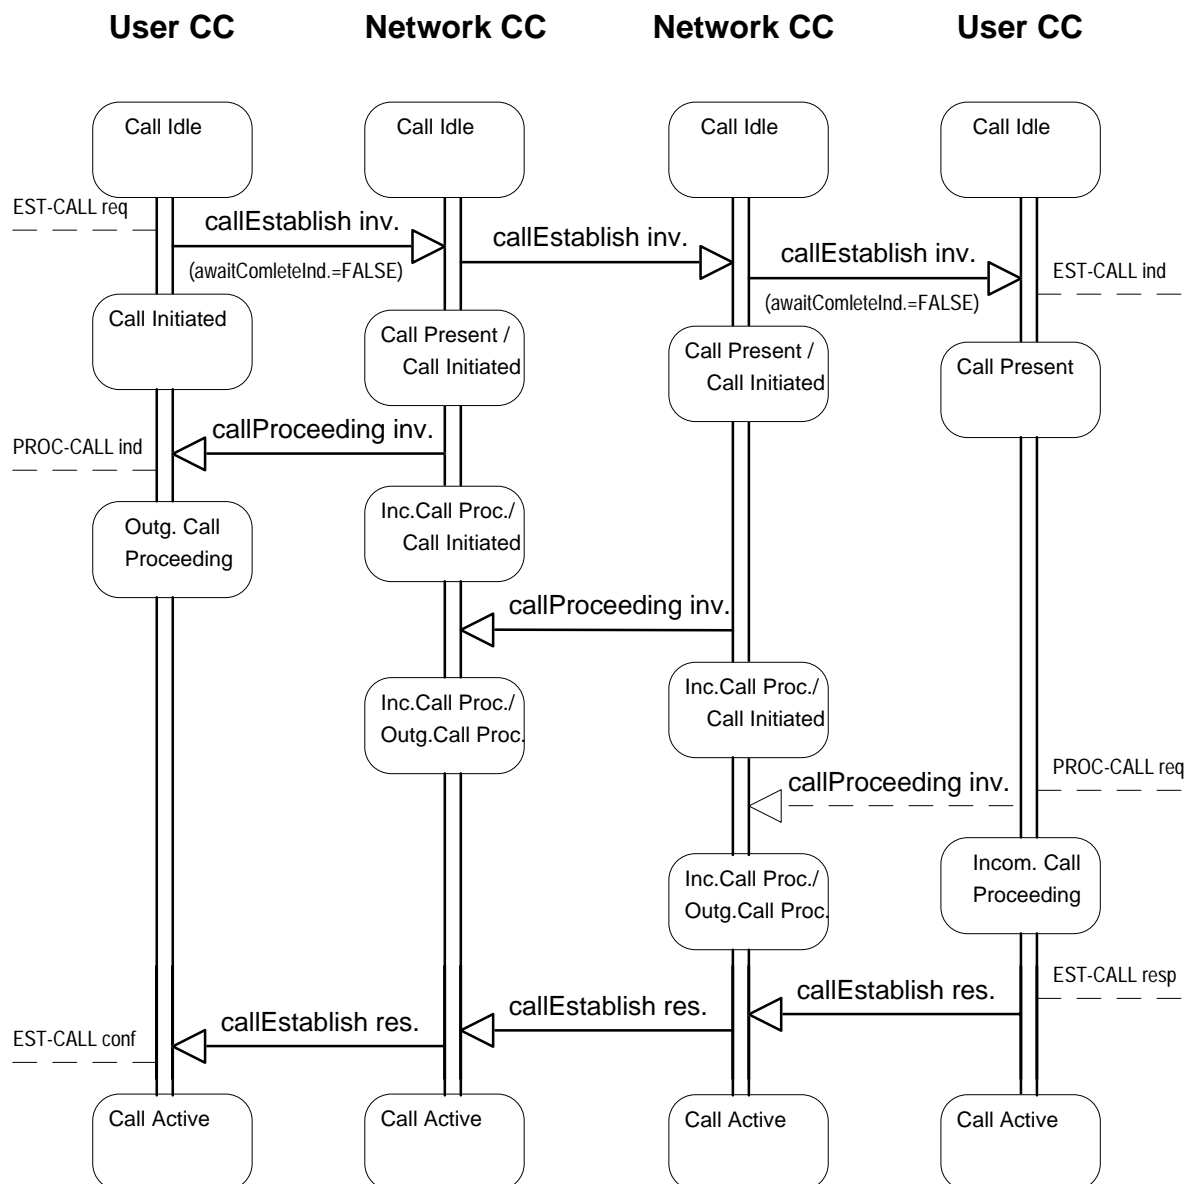 User CC
Network CC
Network CC
User CC
Call Idle
Call Idle
Call Idle
Call Idle
EST-CALL req
callEstablish inv.
callEstablish inv.
callEstablish inv.
(awaitComleteInd.=FALSE)
EST-CALL ind
(awaitComleteInd.=FALSE)
Call Initiated
Call Present /
Call Initiated
Call Present /
Call Initiated
Call Present
callProceeding inv.
PROC-CALL ind
Outg. Call
Proceeding
Inc.Call Proc./
Call Initiated
callProceeding inv.
Inc.Call Proc./
Outg.Call Proc.
Inc.Call Proc./
Call Initiated
PROC-CALL req
callProceeding inv.
Inc.Call Proc./
Outg.Call Proc.
Incom. Call
Proceeding
EST-CALL resp
callEstablish res.
callEstablish res.
callEstablish res.
EST-CALL conf
Call Active
Call Active
Call Active
Call Active